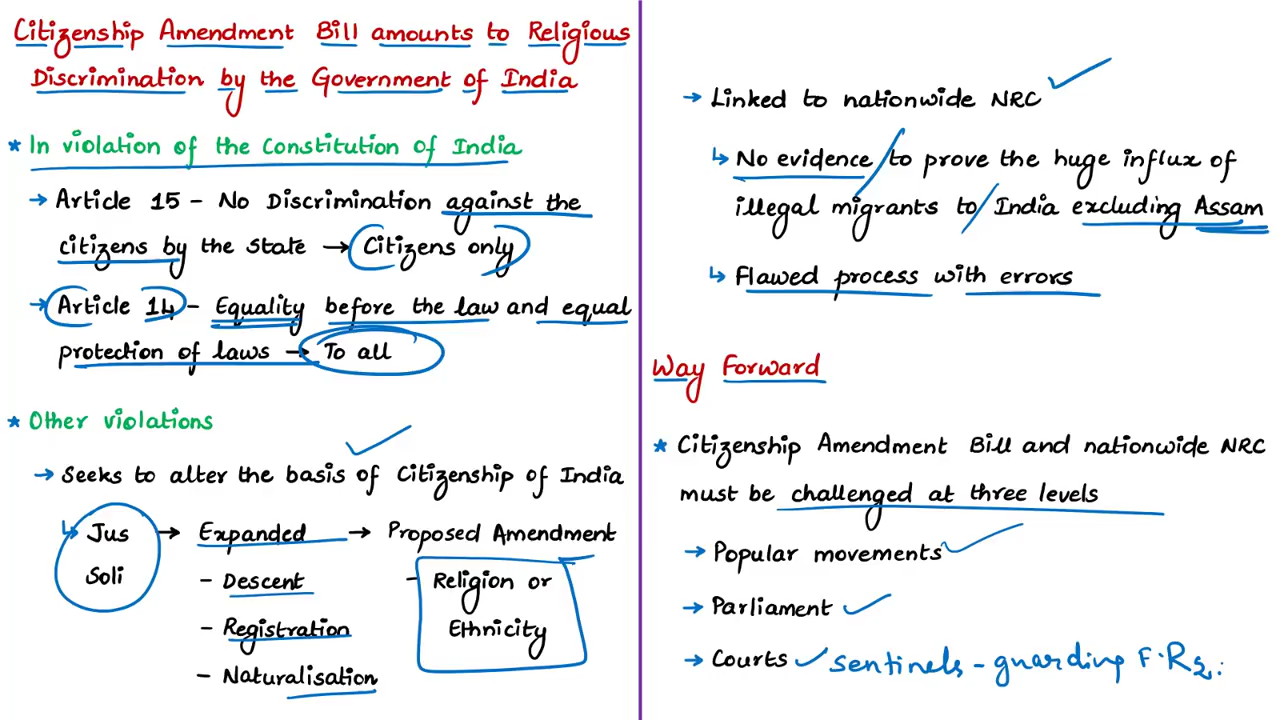 Citizenship Amendment Bill amounts to Religious
Discrimination by the Government of India
* In violation of the Constitution of India
→ Article 15 - No Discrimination against the
citizens by the State → Citizens only
→ Article 14 - Equality before the law and equal
protection of laws → To all
* Other violations
→ Seeks to alter the basis of Citizenship of India
↳ Jus → Expanded → Proposed Amendment
Soli - Descent - Religion or
- Registration Ethnicity
- Naturalisation
→ Linked to nationwide NRC
↳ No evidence to prove the huge influx of
illegal migrants to India excluding Assam
↳ Flawed process with errors
Way Forward
* Citizenship Amendment Bill and nationwide NRC
must be challenged at three levels
→ Popular movements
→ Parliament
→ Courts sentinels - guarding F.Rs.